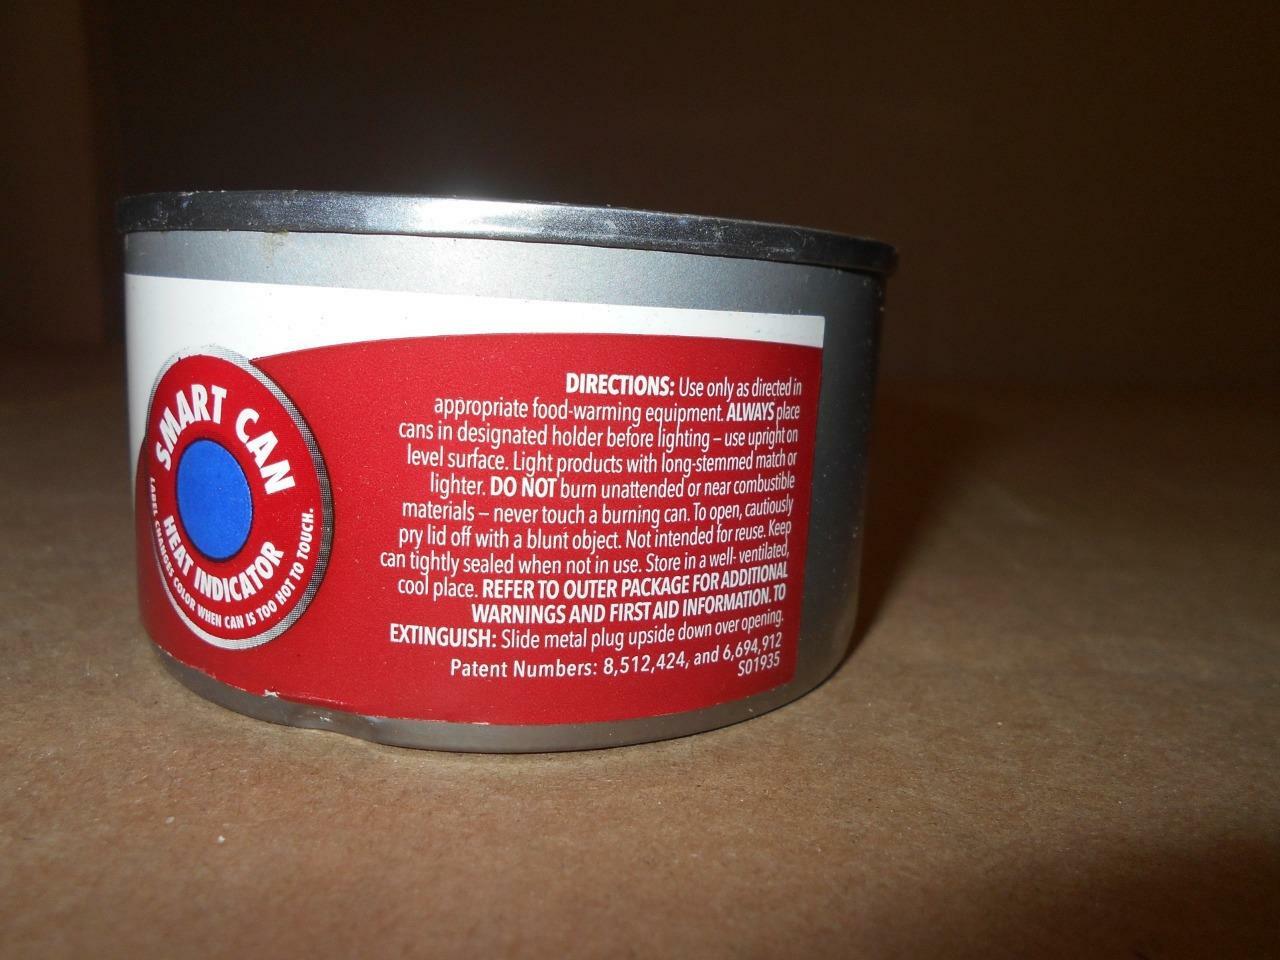 SMART CAN
HEAT INDICATOR
LABEL CHANGES COLOR WHEN CAN IS TOO HOT TO TOUCH.
DIRECTIONS: Use only as directed in
appropriate food-warming equipment. ALWAYS place
cans in designated holder before lighting – use upright on
level surface. Light products with long-stemmed match or
lighter. DO NOT burn unattended or near combustible
materials – never touch a burning can. To open, cautiously
pry lid off with a blunt object. Not intended for reuse. Keep
can tightly sealed when not in use. Store in a well- ventilated,
cool place. REFER TO OUTER PACKAGE FOR ADDITIONAL
WARNINGS AND FIRST AID INFORMATION. TO
EXTINGUISH: Slide metal plug upside down over opening.
Patent Numbers: 8,512,424, and 6,694,912
S01935